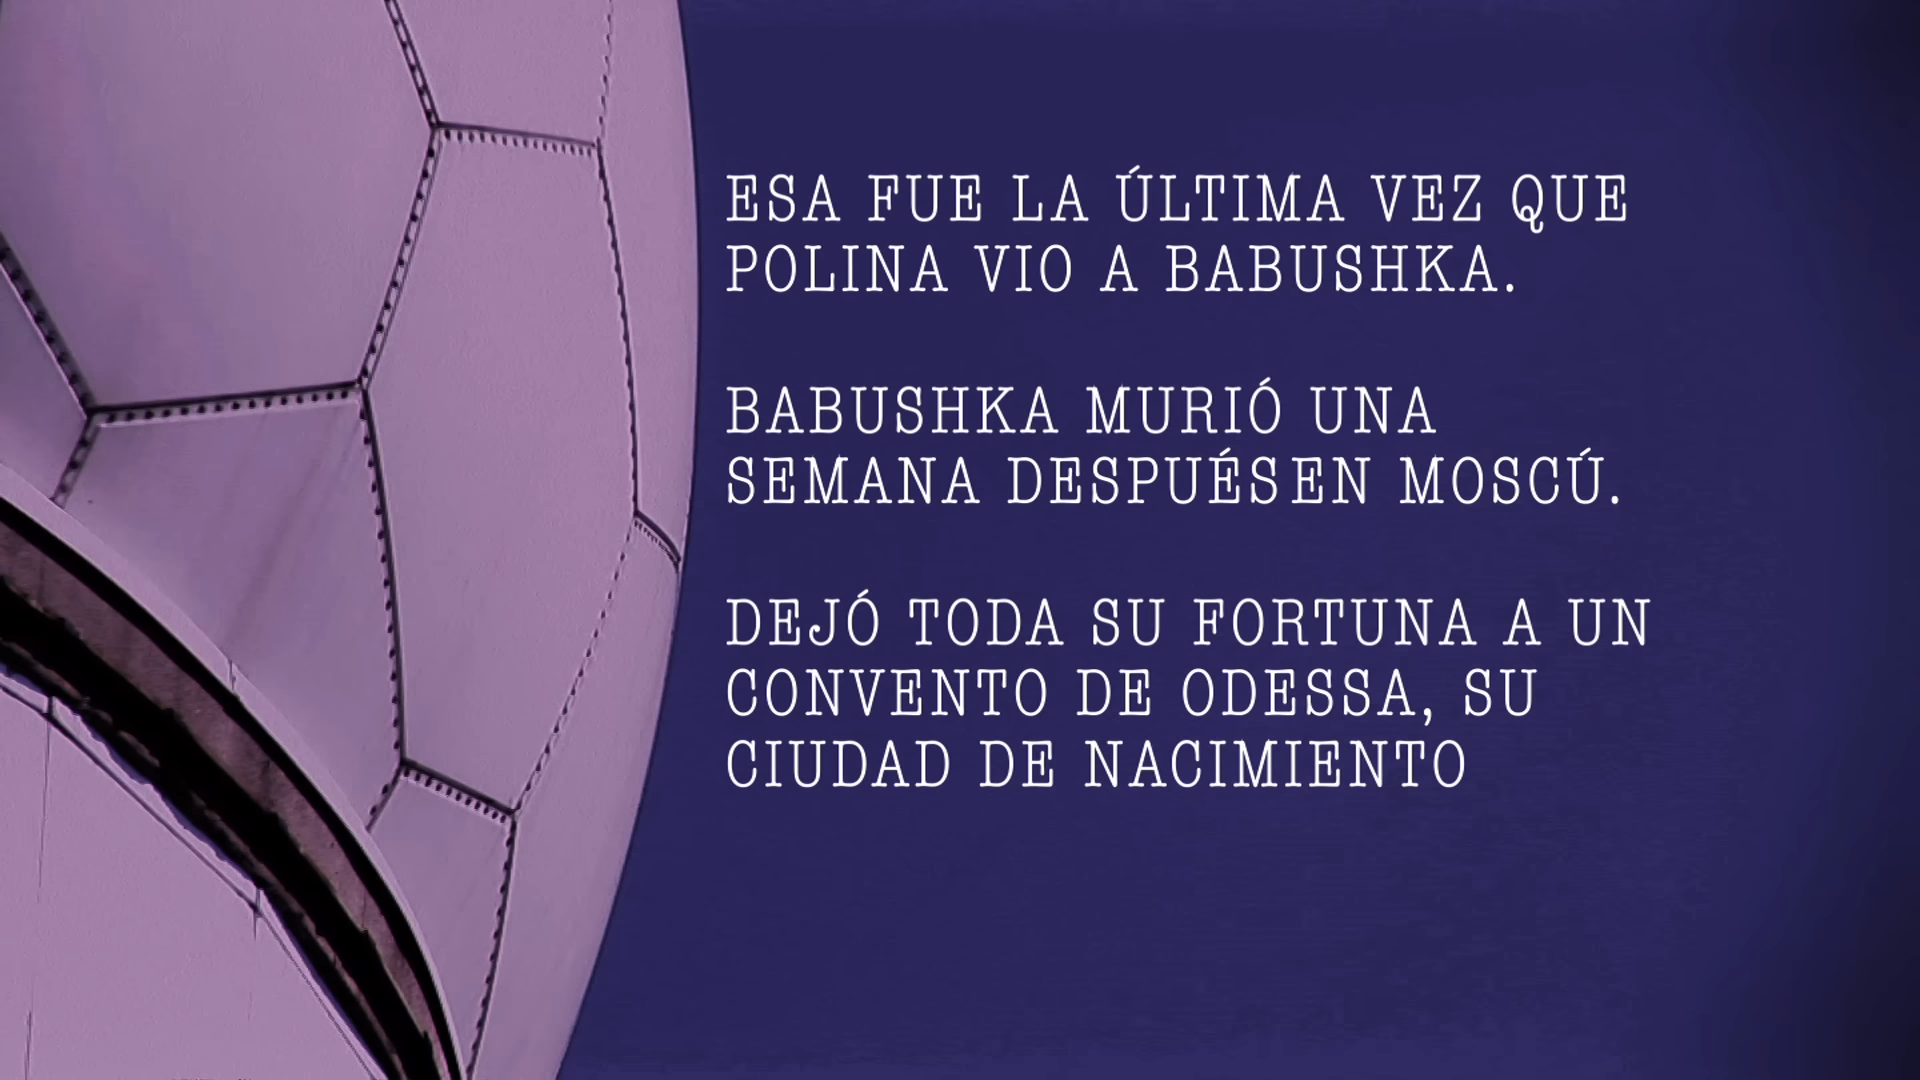 ESA FUE LA ÚLTIMA VEZ QUE
POLINA VIO A BABUSHKA.
BABUSHKA MURIÓ UNA
SEMANA DESPUÉSEN MOSCÚ.
DEJÓ TODA SU FORTUNA A UN
CONVENTO DE ODESSA, SU
CIUDAD DE NACIMIENTO